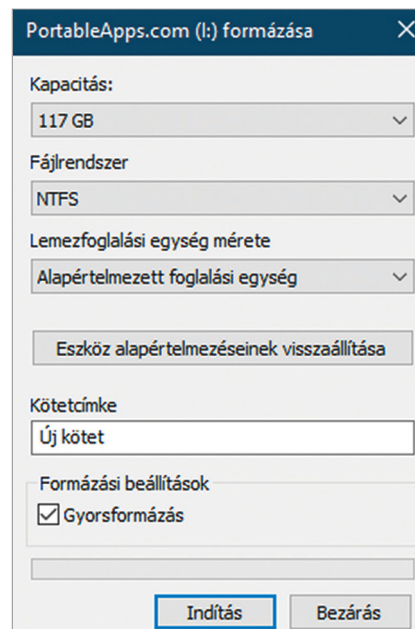 PortableApps.com (I:) formázása
Kapacitás:
117 GB
Fájlrendszer
NTFS
Lemezfoglalási egység mérete
Alapértelmezett foglalási egység
Eszköz alapértelmezéseinek visszaállítása
Kötetcímke
Új kötet
Formázási beállítások
Gyorsformázás
Indítás
Bezárás